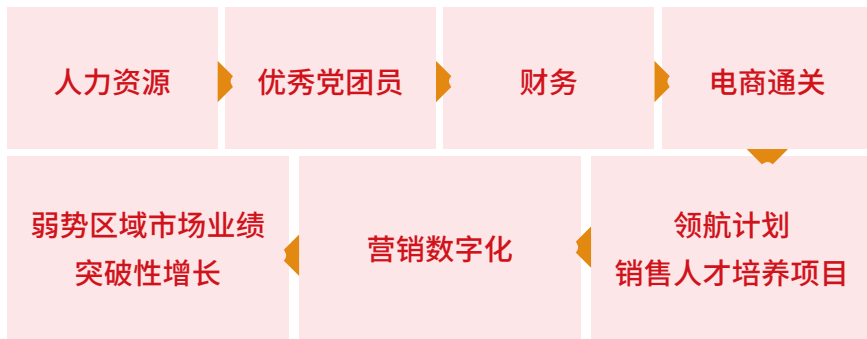 人力资源
优秀党团员
财务
电商通关
领航计划
销售人才培养项目
营销数字化
弱势区域市场业绩
突破性增长